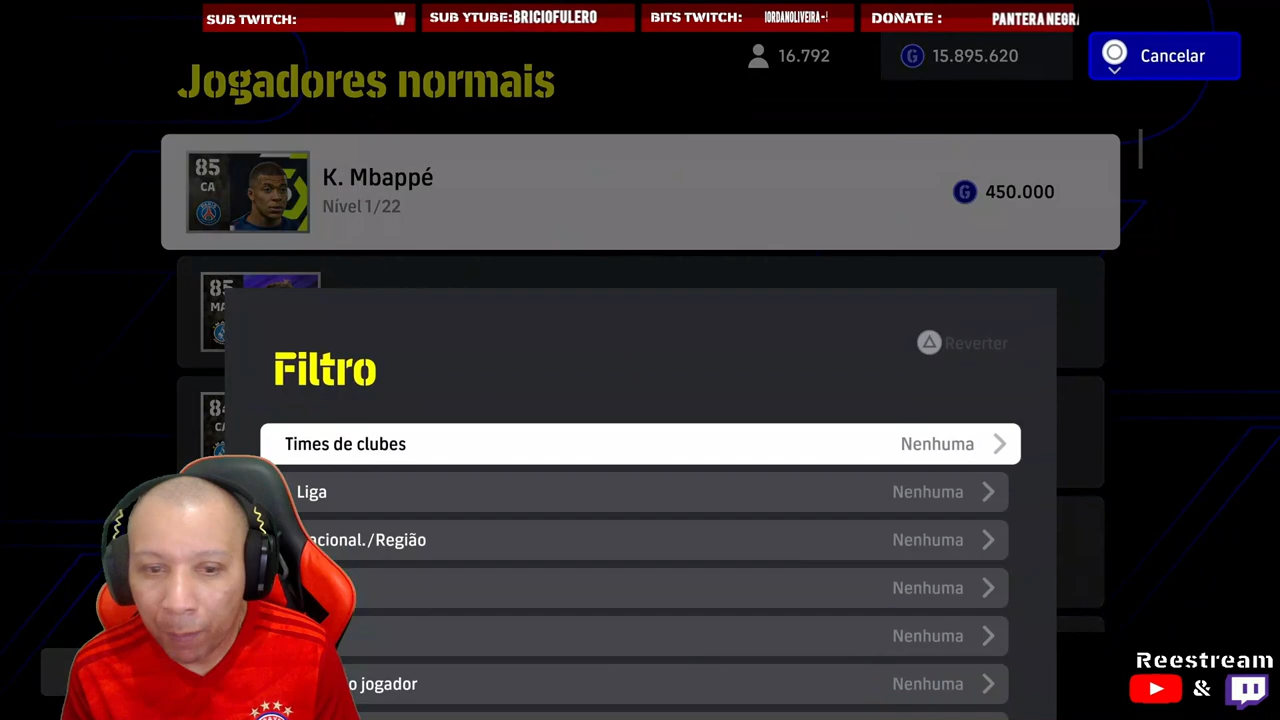 SUB TWITCH: W
SUB YTUBE:BRICIOFULERO
BITS TWITCH: IORDANOLIVEIRA-!
DONATE : PANTERA NEGRA
Jogadores normais
16.792
15.895.620
Cancelar
85
CA
K. Mbappé
Nível 1/22
450.000
85
Filtro
Reverter
Times de clubes Nenhuma
Liga Nenhuma
acional./Região Nenhuma
Nenhuma
Nenhuma
o jogador Nenhuma
Reestream
&